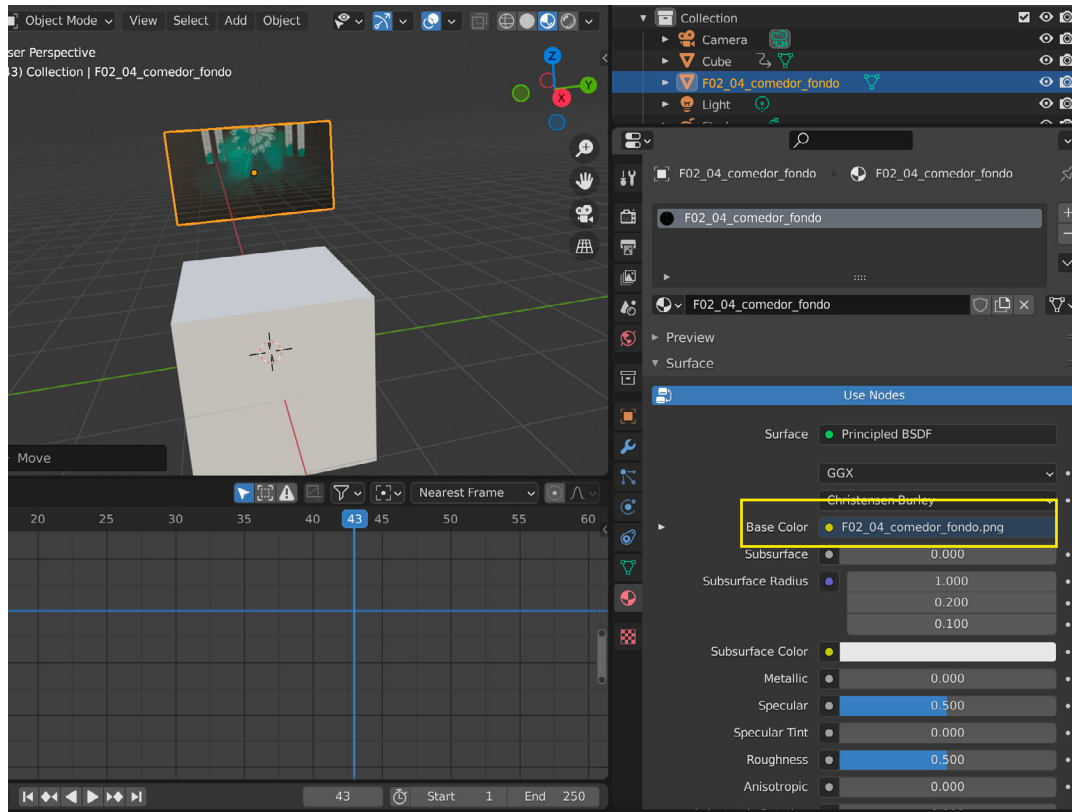 Object Mode View Select Add Object
ser Perspective
43) Collection | F02_04_comedor_fondo
Z
Y
X
Move
Nearest Frame
20 25 30 35 40 43 45 50 55 60
43 Start 1 End 250
Collection
Camera
Cube
F02_04_comedor_fondo
Light
F02_04_comedor_fondo F02_04_comedor_fondo
F02_04_comedor_fondo
F02_04_comedor_fondo
Preview
Surface
Use Nodes
Surface Principled BSDF
GGX
Christensen-Burley
Base Color F02_04_comedor_fondo.png
Subsurface 0.000
Subsurface Radius 1.000
0.200
0.100
Subsurface Color
Metallic 0.000
Specular 0.500
Specular Tint 0.000
Roughness 0.500
Anisotropic 0.000